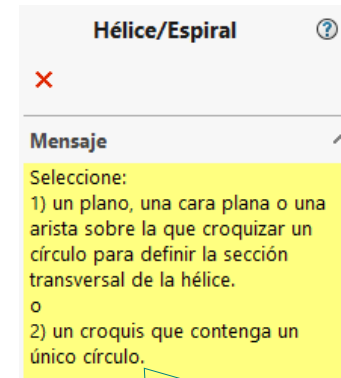 Hélice/Espiral
Mensaje
Seleccione:
1) un plano, una cara plana o una
arista sobre la que croquizar un
círculo para definir la sección
transversal de la hélice.
o
2) un croquis que contenga un
único círculo.